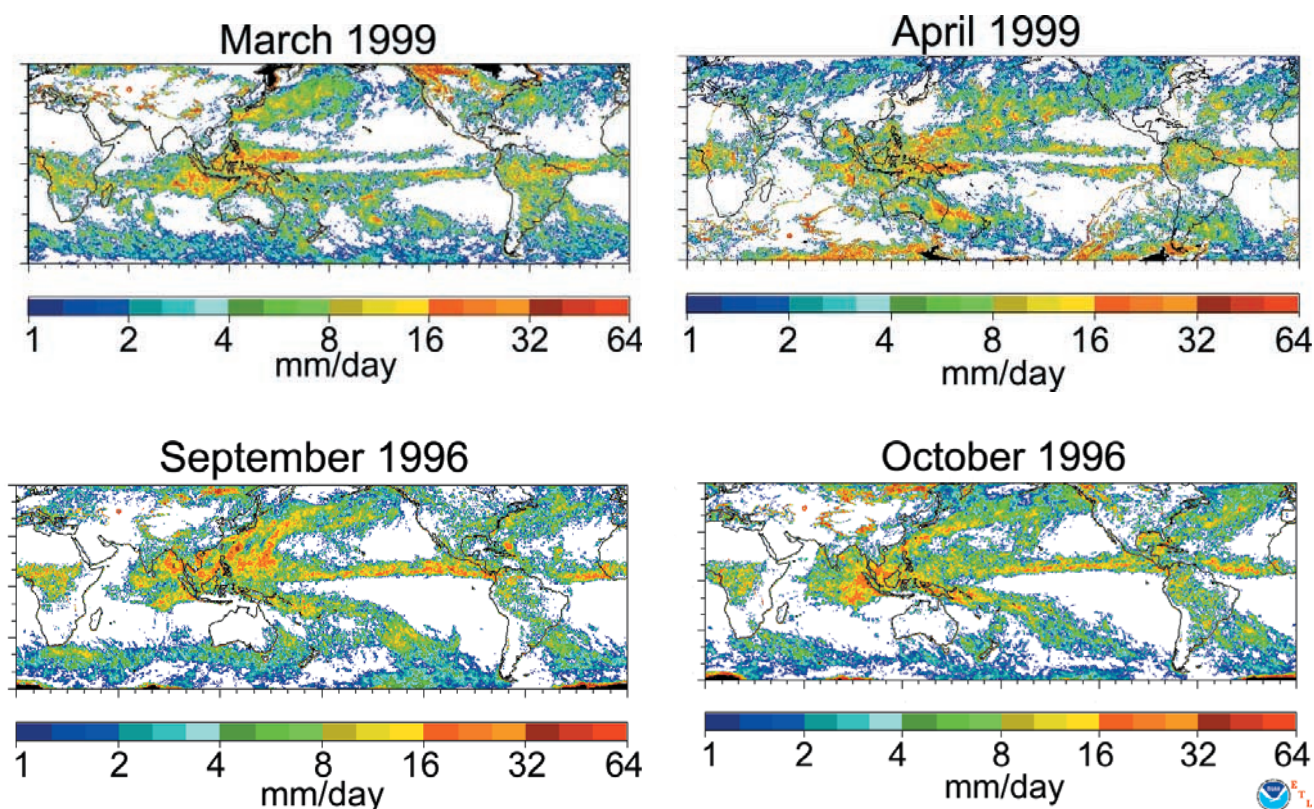 March 1999
April 1999
1 2 4 8 16 32 64
mm/day
1 2 4 8 16 32 64
mm/day
September 1996
October 1996
1 2 4 8 16 32 64
mm/day
1 2 4 8 16 32 64
mm/day
noaa
E T L